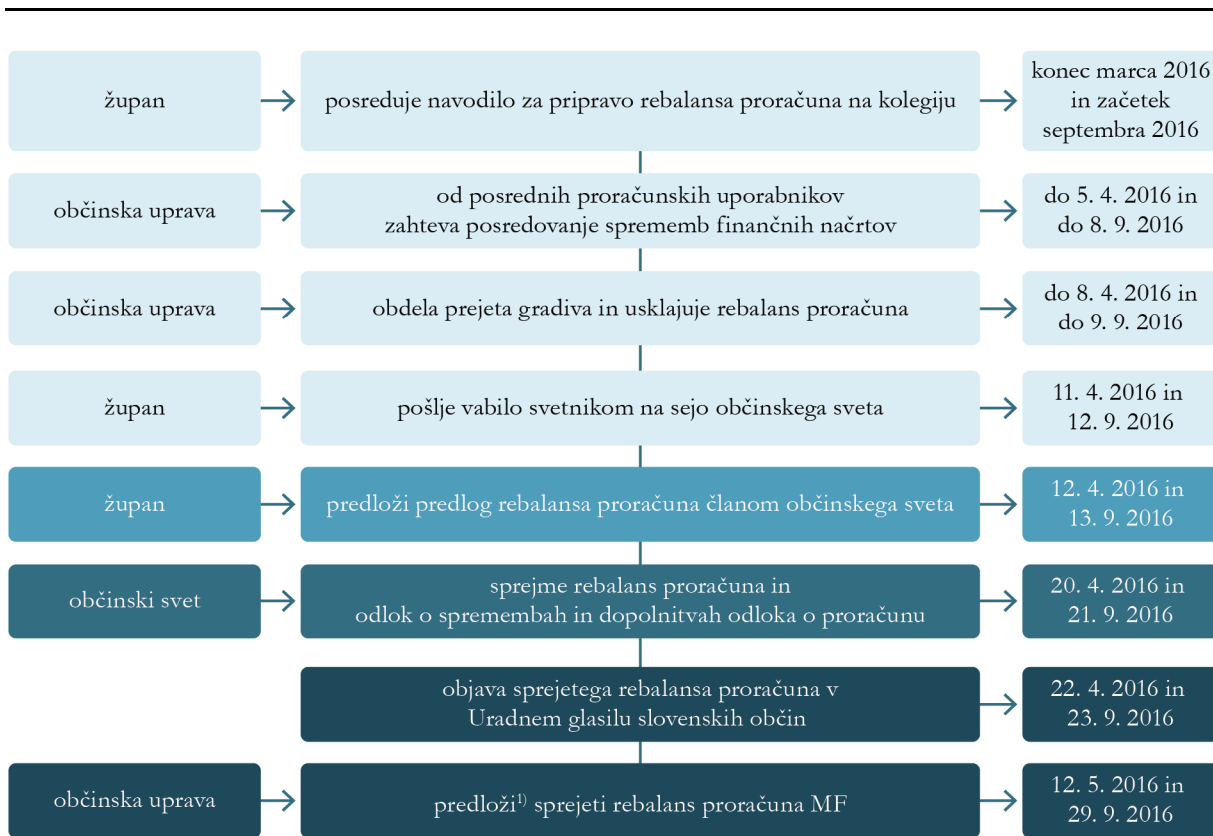 župan
posreduje navodilo za pripravo rebalansa proračuna na kolegiju
konec marca 2016
in začetek
septembra 2016
občinska uprava
od posrednih proračunskih uporabnikov
zahteva posredovanje sprememb finančnih načrtov
do 5. 4. 2016 in
do 8. 9. 2016
občinska uprava
obdela prejeta gradiva in usklajuje rebalans proračuna
do 8. 4. 2016 in
do 9. 9. 2016
župan
pošlje vabilo svetnikom na sejo občinskega sveta
11. 4. 2016 in
12. 9. 2016
župan
predloži predlog rebalansa proračuna članom občinskega sveta
12. 4. 2016 in
13. 9. 2016
občinski svet
sprejme rebalans proračuna in
odlok o spremembah in dopolnitvah odloka o proračunu
20. 4. 2016 in
21. 9. 2016
objava sprejetega rebalansa proračuna v
Uradnem glasilu slovenskih občin
22. 4. 2016 in
23. 9. 2016
občinska uprava
predloži¹⁾ sprejeti rebalans proračuna MF
12. 5. 2016 in
29. 9. 2016